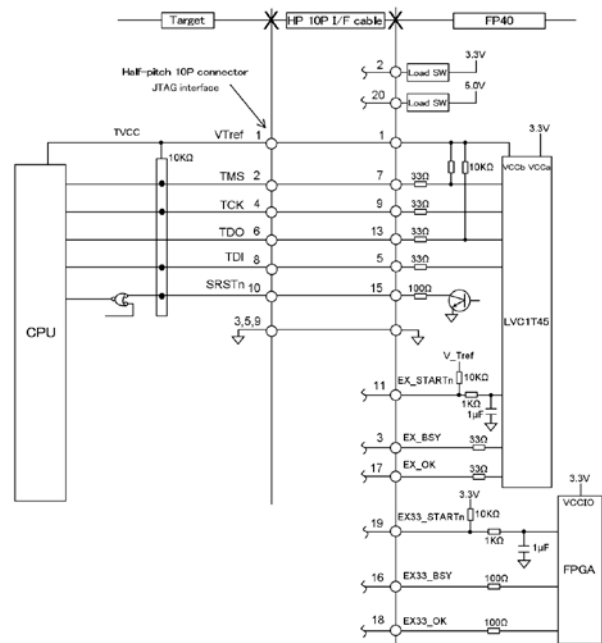 Target HP 10P I/F cable FP40
3.3V
2 Load SW
5.0V
20 Load SW
Half-pitch 10P connector
JTAG interface
TVCC VTref 1 1 3.3V
10KΩ 10KΩ VCCb VCCa
TMS 2 7 33Ω
TCK 4 9 33Ω
TDO 6 13 33Ω
TDI 8 5 33Ω
SRSTn 10 15 100Ω
CPU
3,5,9
LVC1T45
V_Tref
11 EX_STARTn 10KΩ
1KΩ
1μF
3 EX_BSY 33Ω
17 EX_OK 33Ω
3.3V 3.3V
VCCIO
19 EX33_STARTn 10KΩ
1KΩ
1μF
FPGA
16 EX33_BSY 100Ω
18 EX33_OK 100Ω